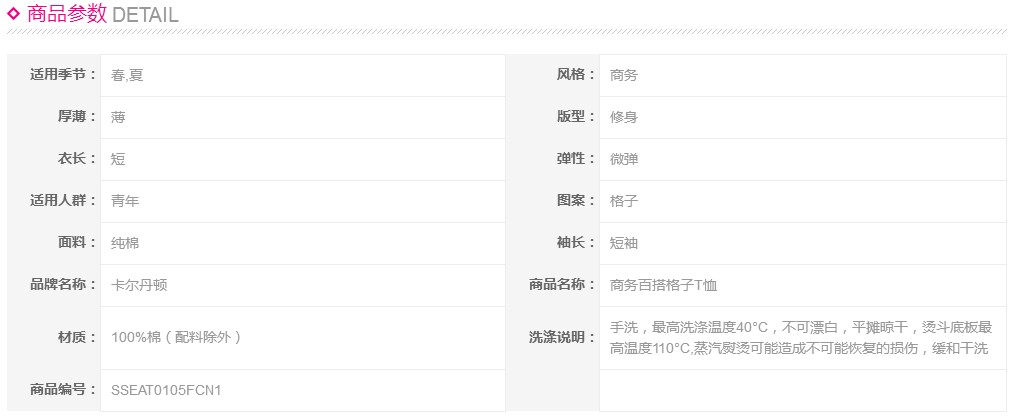 商品参数 DETAIL
适用季节： 春,夏 风格： 商务
厚薄： 薄 版型： 修身
衣长： 短 弹性： 微弹
适用人群： 青年 图案： 格子
面料： 纯棉 袖长： 短袖
品牌名称： 卡尔丹顿 商品名称： 商务百搭格子T恤
材质： 100%棉（配料除外） 洗涤说明： 手洗，最高洗涤温度40°C，不可漂白，平摊晾干，烫斗底板最
高温度110°C,蒸汽熨烫可能造成不可能恢复的损伤，缓和干洗
商品编号： SSEAT0105FCN1